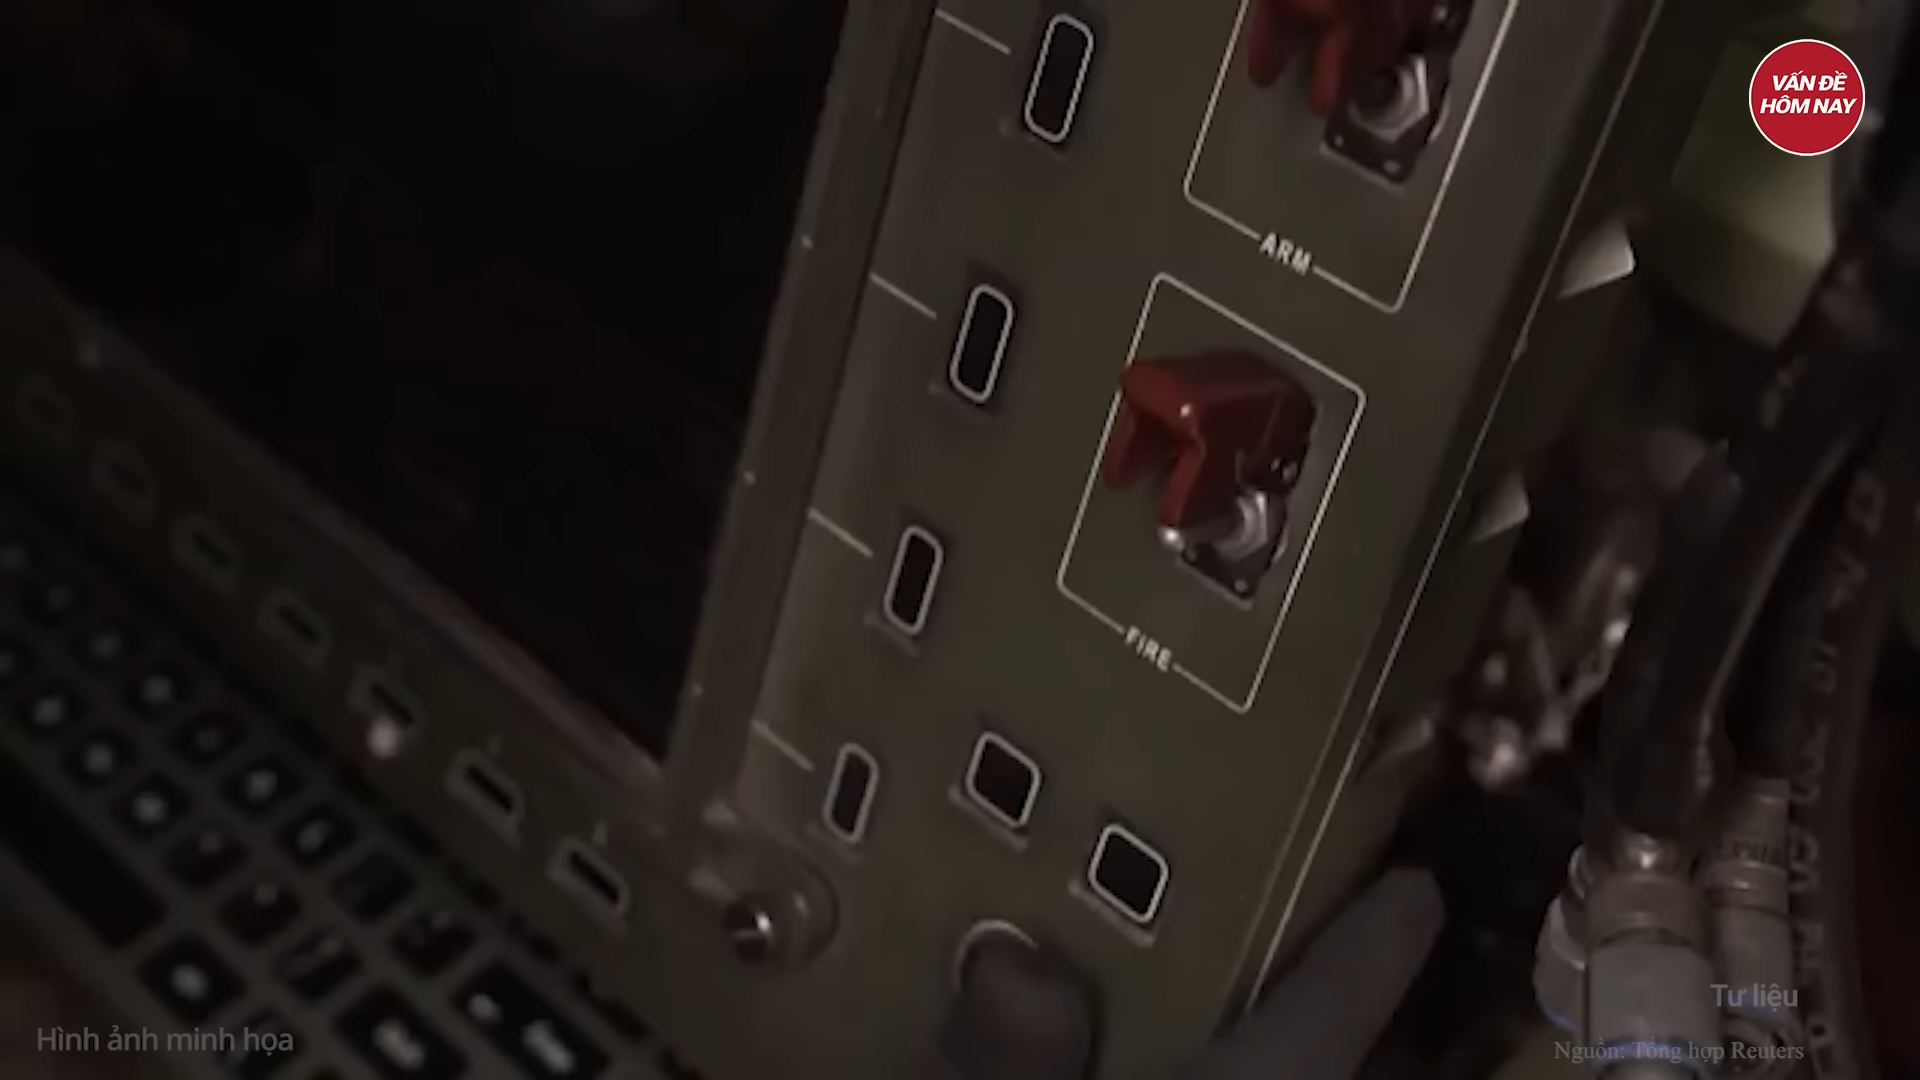 VẤN ĐỀ
HÔM NAY
ARM
FIRE
Tư liệu
Hình ảnh minh họa
Nguồn: Tổng hợp Reuters